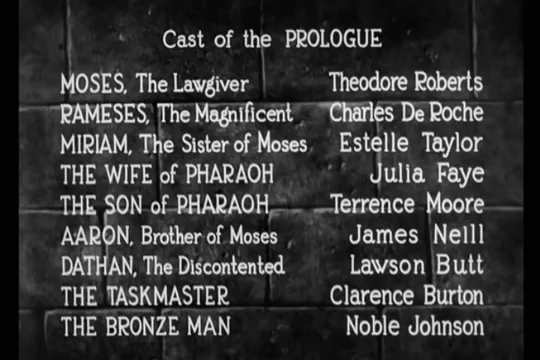 Cast of the PROLOGUE
MOSES, The Lawgiver Theodore Roberts
RAMESES, The Magnificent Charles De Roche
MIRIAM, The Sister of Moses Estelle Taylor
THE WIFE of PHARAOH Julia Faye
THE SON of PHARAOH Terrence Moore
AARON, Brother of Moses James Neill
DATHAN, The Discontented Lawson Butt
THE TASKMASTER Clarence Burton
THE BRONZE MAN Noble Johnson